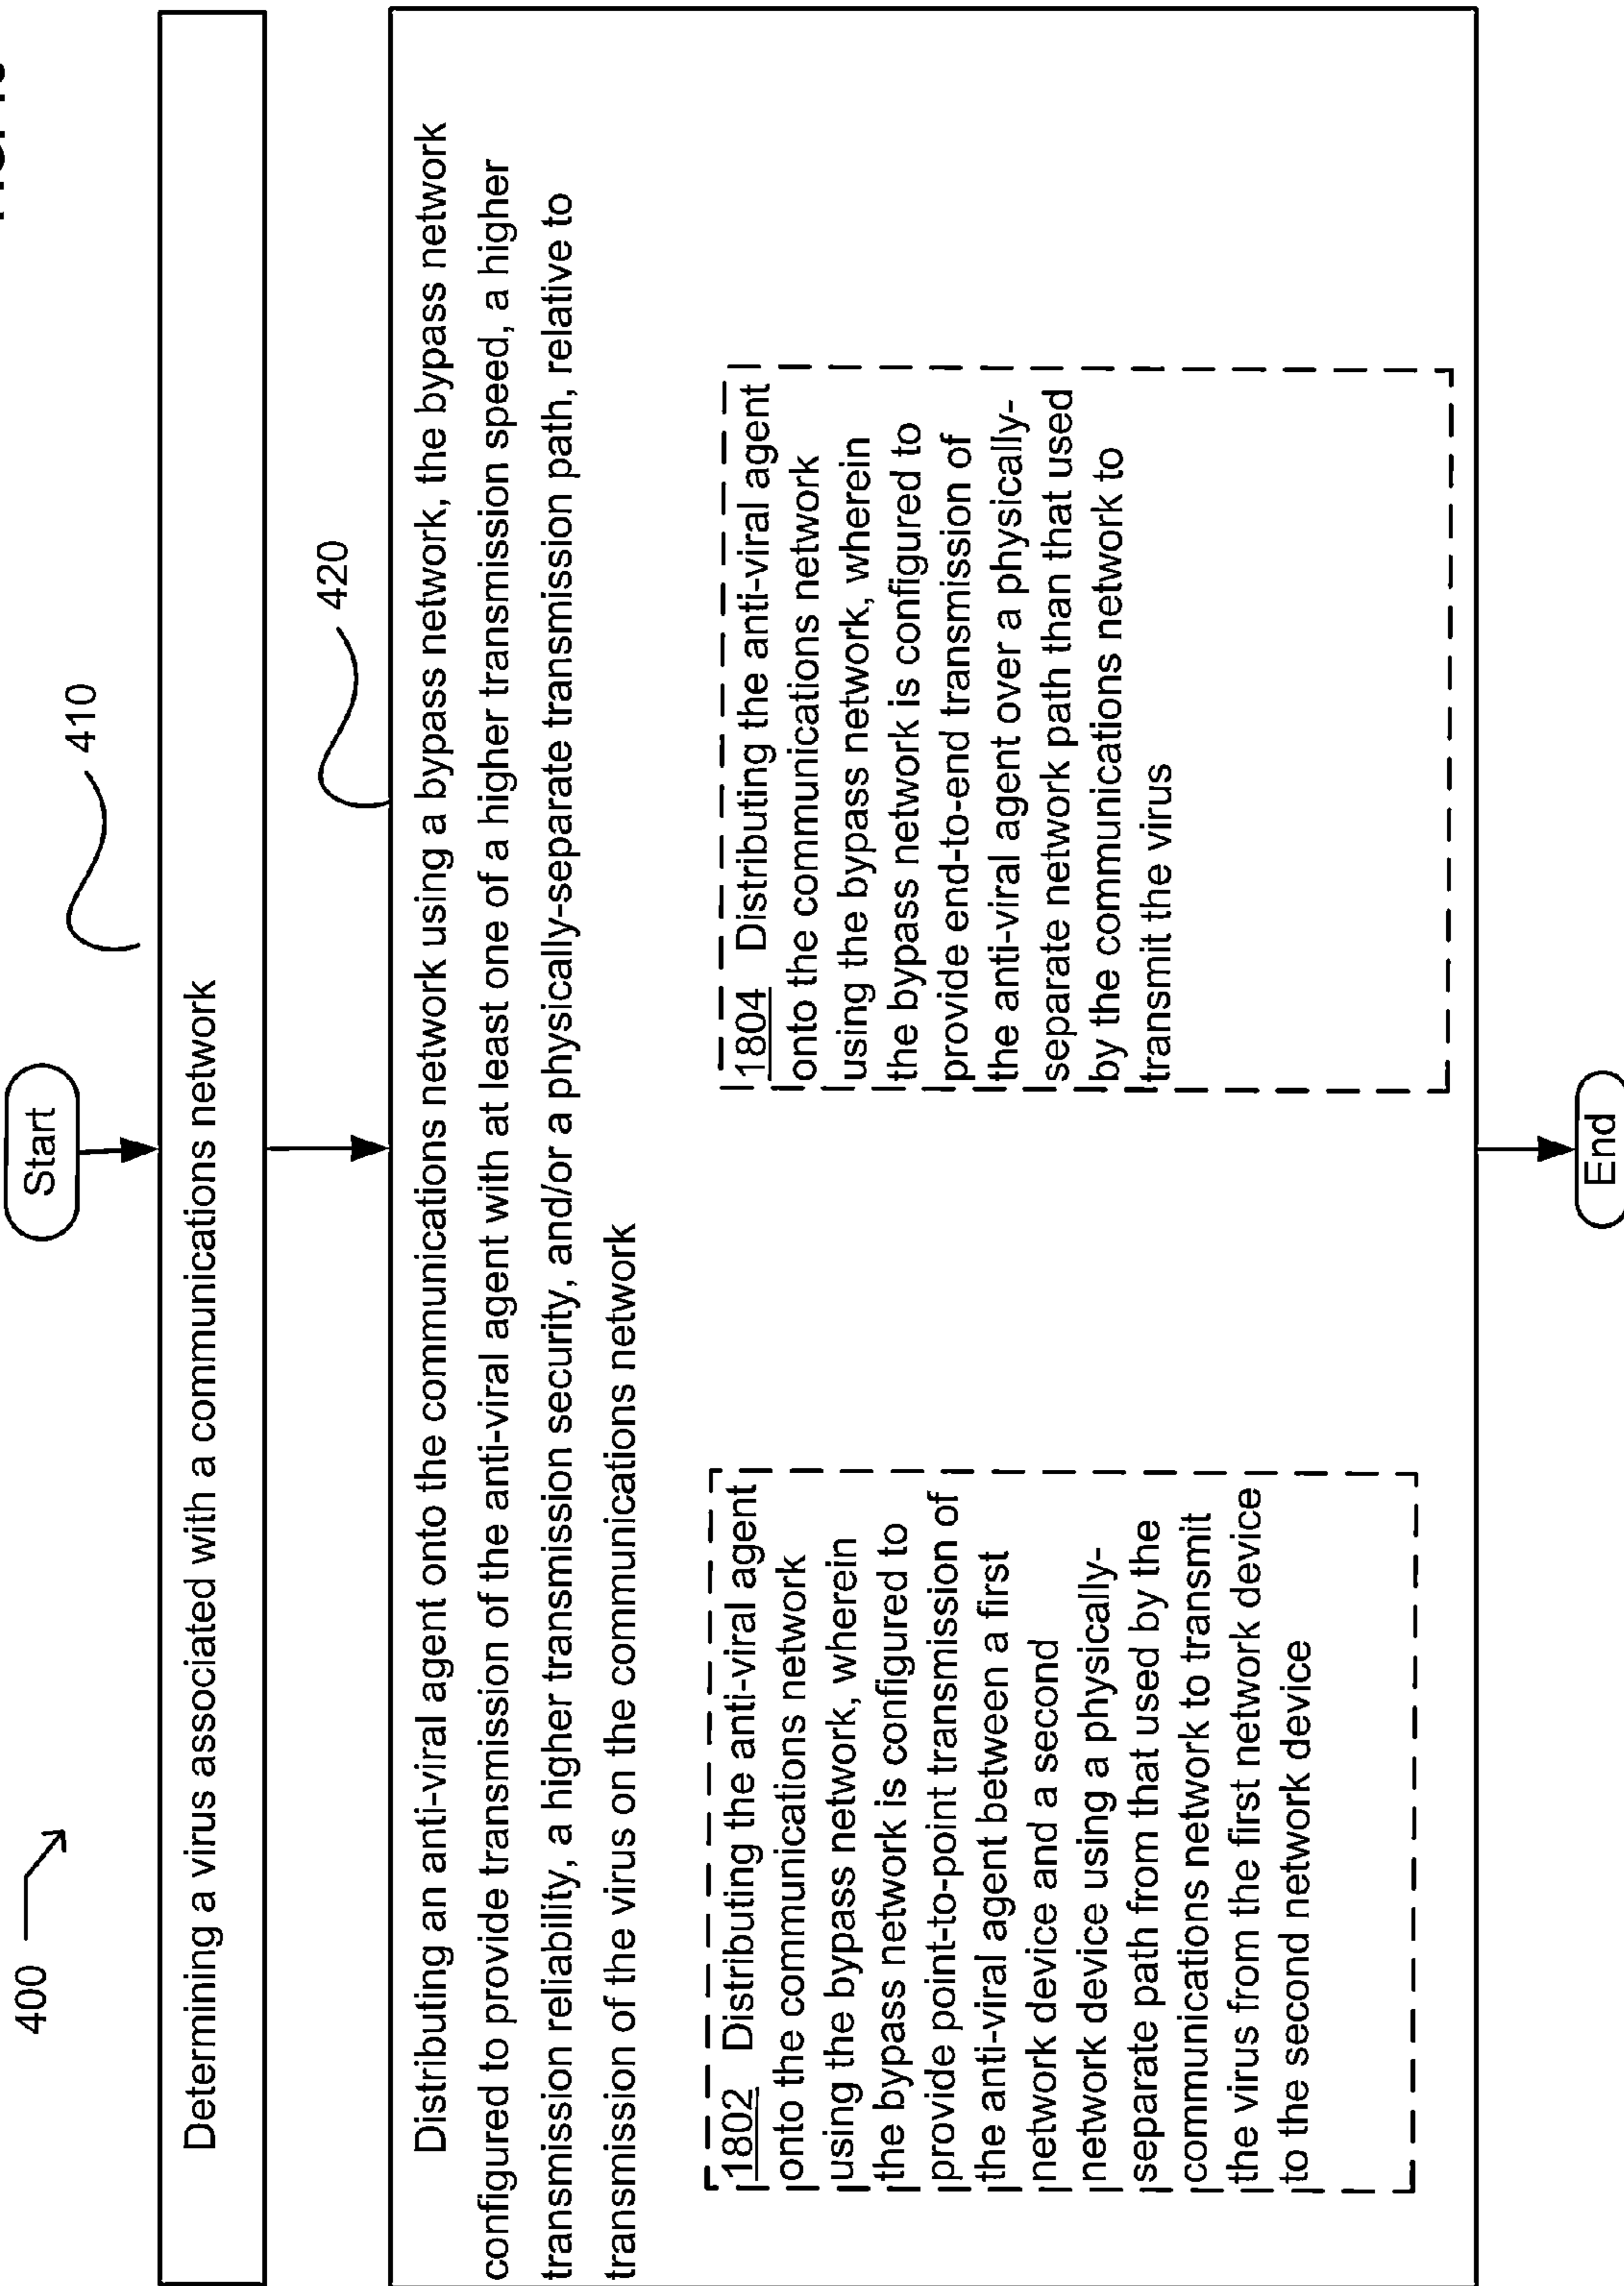 400
Start
410
Determining a virus associated with a communications network
420
Distributing an anti-viral agent onto the communications network using a bypass network, the bypass network
configured to provide transmission of the anti-viral agent with at least one of a higher transmission speed, a higher
transmission reliability, a higher transmission security, and/or a physically-separate transmission path, relative to
transmission of the virus on the communications network
1802 Distributing the anti-viral agent
onto the communications network
using the bypass network, wherein
the bypass network is configured to
provide point-to-point transmission of
the anti-viral agent between a first
network device and a second
network device using a physically-
separate path from that used by the
communications network to transmit
the virus from the first network device
to the second network device
1804 Distributing the anti-viral agent
onto the communications network
using the bypass network, wherein
the bypass network is configured to
provide end-to-end transmission of
the anti-viral agent over a physically-
separate network path than that used
by the communications network to
transmit the virus
End